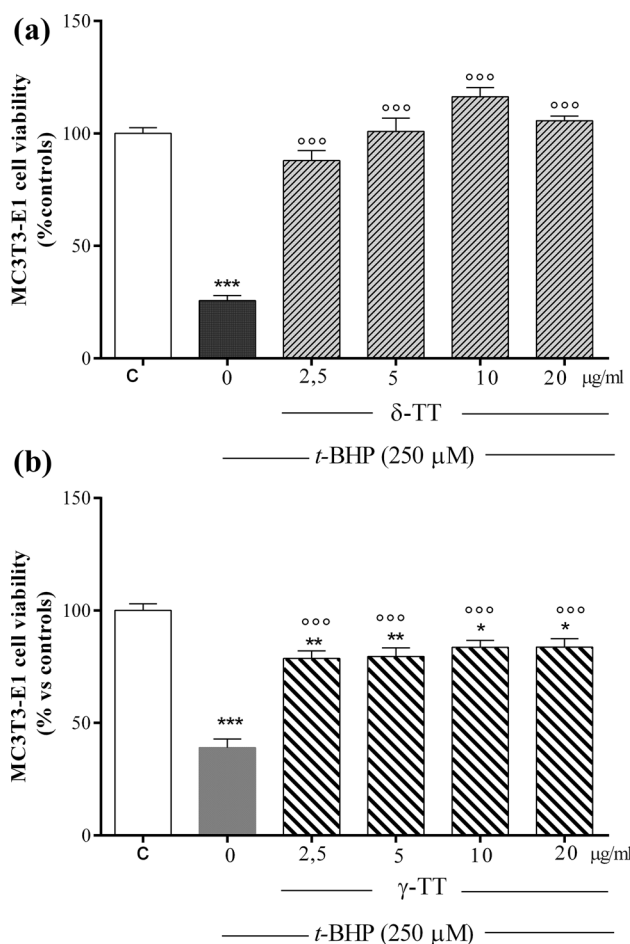 (a)
MC3T3-E1 cell viability
(%controls)
150
100
50
0
***
°°°
°°°
°°°
°°°
C
0
2,5
5
10
20
μg/ml
δ-TT
t-BHP (250 μM)
(b)
MC3T3-E1 cell viability
(% vs controls)
150
100
50
0
***
°°°
**
°°°
**
°°°
*
°°°
*
C
0
2,5
5
10
20
μg/ml
γ-TT
t-BHP (250 μM)